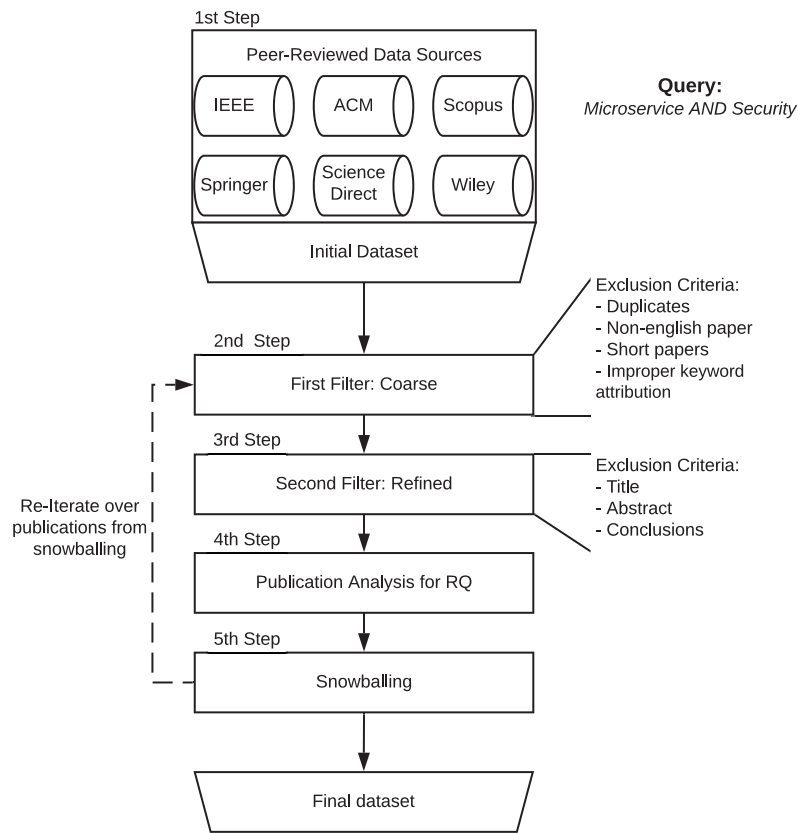 1st Step
Peer-Reviewed Data Sources
IEEE
ACM
Scopus
Springer
Science
Direct
Wiley
Query:
Microservice AND Security
Initial Dataset
Exclusion Criteria:
- Duplicates
- Non-english paper
- Short papers
- Improper keyword
attribution
2nd Step
First Filter: Coarse
3rd Step
Second Filter: Refined
Exclusion Criteria:
- Title
- Abstract
- Conclusions
Re-Iterate over
publications from
snowballing
4th Step
Publication Analysis for RQ
5th Step
Snowballing
Final dataset